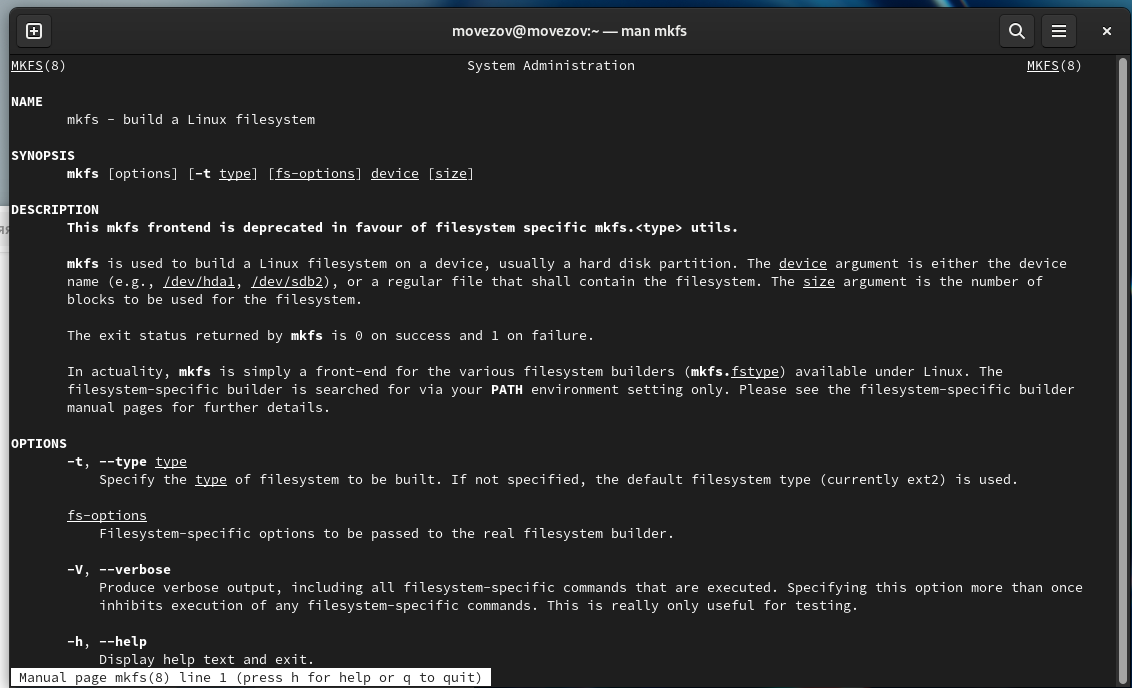 movezov@movezov:~ — man mkfs
MKFS(8) System Administration MKFS(8)
NAME
mkfs - build a Linux filesystem
SYNOPSIS
mkfs [options] [-t type] [fs-options] device [size]
DESCRIPTION
This mkfs frontend is deprecated in favour of filesystem specific mkfs.<type> utils.
mkfs is used to build a Linux filesystem on a device, usually a hard disk partition. The device argument is either the device
name (e.g., /dev/hda1, /dev/sdb2), or a regular file that shall contain the filesystem. The size argument is the number of
blocks to be used for the filesystem.
The exit status returned by mkfs is 0 on success and 1 on failure.
In actuality, mkfs is simply a front-end for the various filesystem builders (mkfs.fstype) available under Linux. The
filesystem-specific builder is searched for via your PATH environment setting only. Please see the filesystem-specific builder
manual pages for further details.
OPTIONS
-t, --type type
Specify the type of filesystem to be built. If not specified, the default filesystem type (currently ext2) is used.
fs-options
Filesystem-specific options to be passed to the real filesystem builder.
-V, --verbose
Produce verbose output, including all filesystem-specific commands that are executed. Specifying this option more than once
inhibits execution of any filesystem-specific commands. This is really only useful for testing.
-h, --help
Display help text and exit.
Manual page mkfs(8) line 1 (press h for help or q to quit)